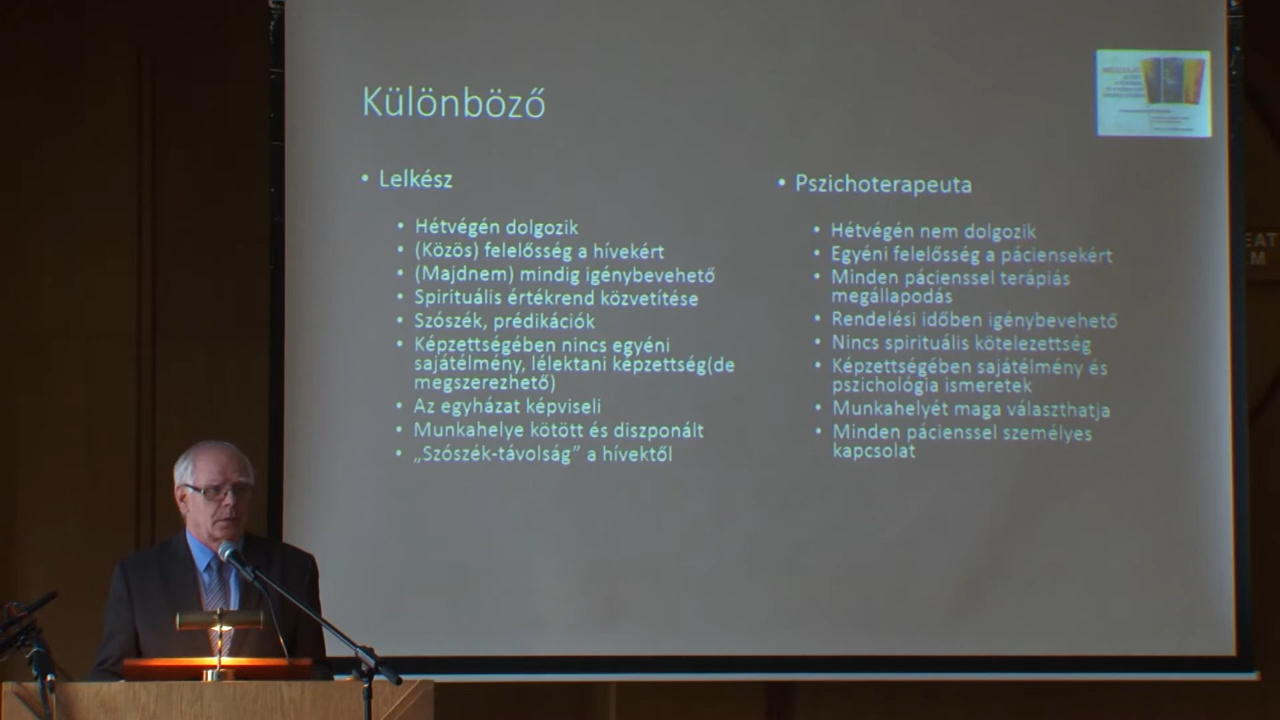 Különböző
• Lelkész
• Hétvégén dolgozik
• (Közös) felelősség a hívekért
• (Majdnem) mindig igénybevehető
• Spirituális értékrend közvetítése
• Szószék, prédikációk
• Képzettségében nincs egyéni
sajátélmény, lélektani képzettség(de
megszerezhető)
• Az egyházat képviseli
• Munkahelye kötött és diszponált
• „Szószék-távolság” a hívektől
• Pszichoterapeuta
• Hétvégén nem dolgozik
• Egyéni felelősség a páciensekért
• Minden pácienssel terápiás
megállapodás
• Rendelési időben igénybevehető
• Nincs spirituális kötelezettség
• Képzettségében sajátélmény és
pszichológia ismeretek
• Munkahelyét maga választhatja
• Minden pácienssel személyes
kapcsolat